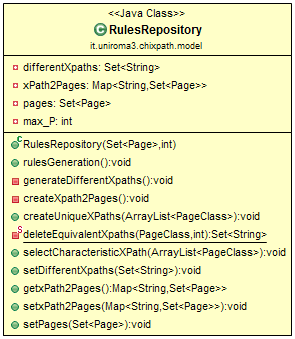 <<Java Class>>
C RulesRepository
it.uniroma3.chixpath.model
differentXpaths: Set<String>
xPath2Pages: Map<String,Set<Page>>
pages: Set<Page>
max_P: int
C RulesRepository(Set<Page>,int)
rulesGeneration():void
generateDifferentXpaths():void
createXpath2Pages():void
createUniqueXPaths(ArrayList<PageClass>):void
S deleteEquivalentXpaths(PageClass,int):Set<String>
selectCharacteristicXPath(ArrayList<PageClass>):void
setDifferentXpaths(Set<String>):void
getxPath2Pages():Map<String,Set<Page>>
setxPath2Pages(Map<String,Set<Page>>):void
setPages(Set<Page>):void